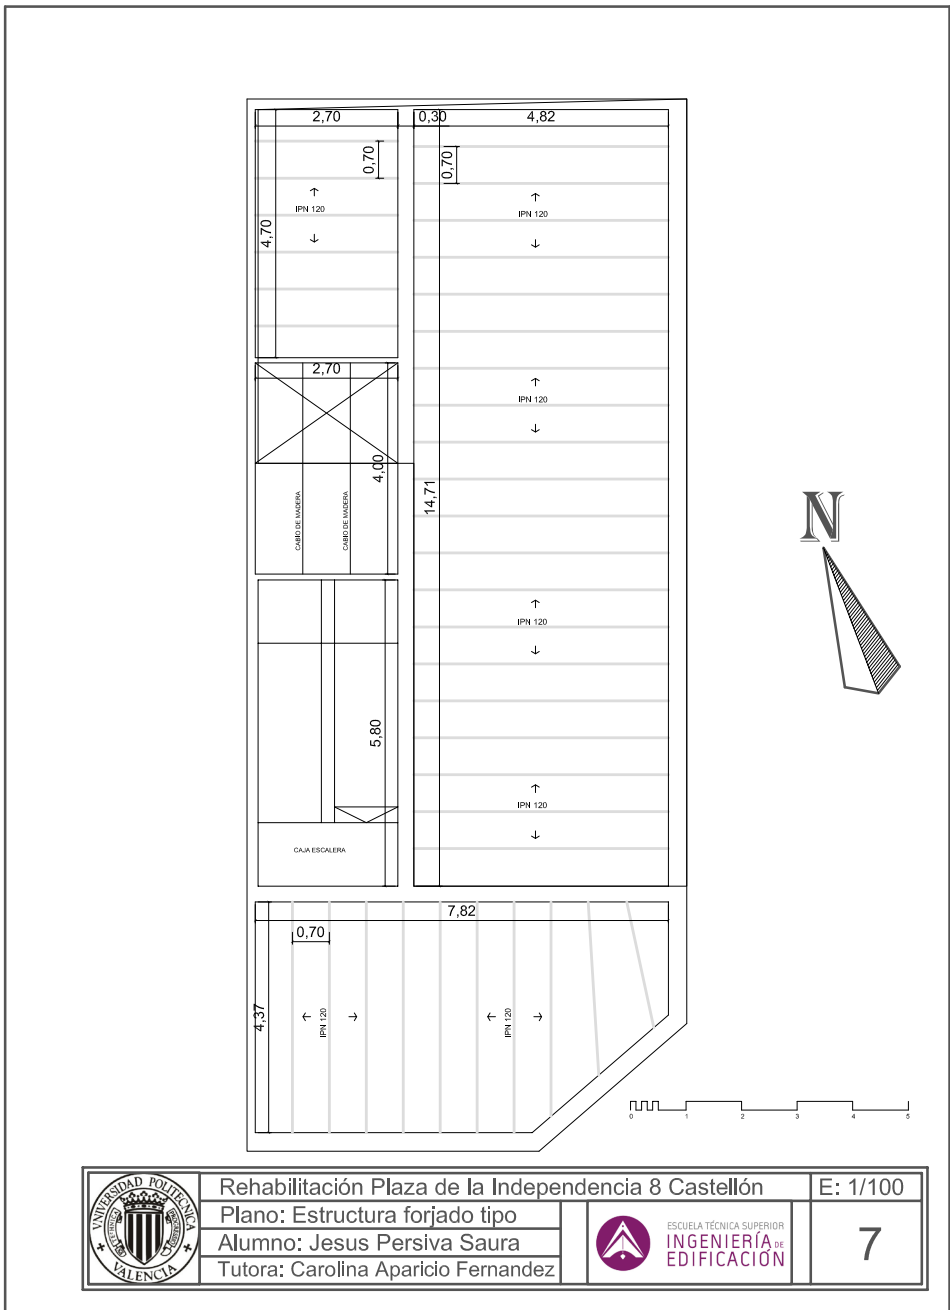 2,70
0,30
4,82
0,70
0,70
IPN 120
IPN 120
4,70
2,70
IPN 120
4,00
14,71
CABIO DE MADERA
CABIO DE MADERA
N
IPN 120
5,80
IPN 120
CAJA ESCALERA
7,82
0,70
4,37
IPN 120
IPN 120
0 1 2 3 4 5
UNIVERSIDAD POLITECNICA
VALENCIA
Rehabilitación Plaza de la Independencia 8 Castellón
E: 1/100
Plano: Estructura forjado tipo
Alumno: Jesus Persiva Saura
Tutora: Carolina Aparicio Fernandez
ESCUELA TÉCNICA SUPERIOR
INGENIERÍA DE
EDIFICACIÓN
7